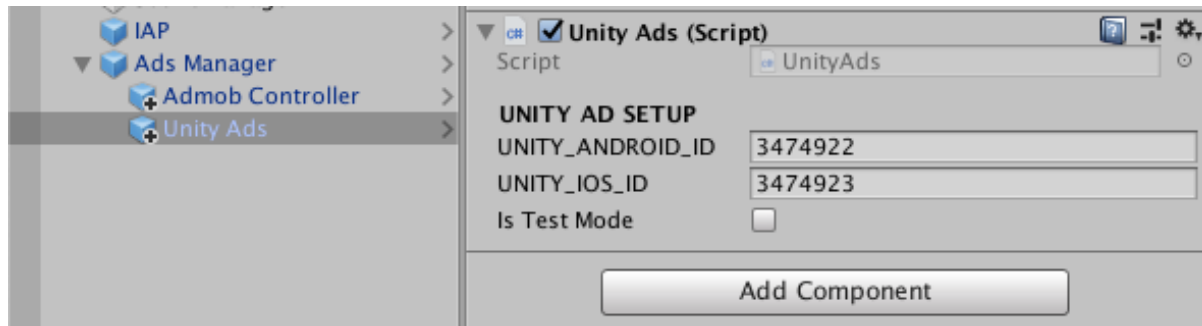 IAP
Ads Manager
Admob Controller
Unity Ads
Unity Ads (Script)
Script UnityAds
UNITY AD SETUP
UNITY_ANDROID_ID 3474922
UNITY_IOS_ID 3474923
Is Test Mode
Add Component